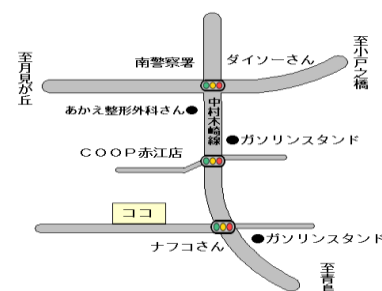 至月見が丘
南警察署
ダイソーさん
至小戸之橋
あかえ整形外科さん●
中村木崎線
●ガソリンスタンド
COOP赤江店
ココ
ナフコさん
●ガソリンスタンド
至青島